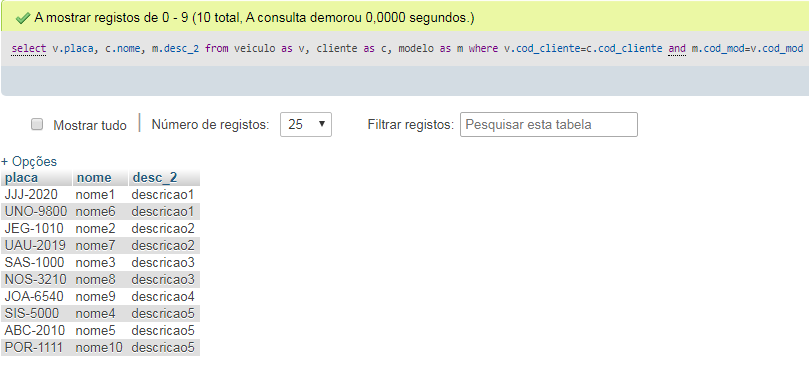 A mostrar registos de 0 - 9 (10 total, A consulta demorou 0,0000 segundos.)
select v.placa, c.nome, m.desc_2 from veiculo as v, cliente as c, modelo as m where v.cod_cliente=c.cod_cliente and m.cod_mod=v.cod_mod
Mostrar tudo | Número de registos: 25 Filtrar registos: Pesquisar esta tabela
+ Opções
placa nome desc_2
JJJ-2020 nome1 descricao1
UNO-9800 nome6 descricao1
JEG-1010 nome2 descricao2
UAU-2019 nome7 descricao2
SAS-1000 nome3 descricao3
NOS-3210 nome8 descricao3
JOA-6540 nome9 descricao4
SIS-5000 nome4 descricao5
ABC-2010 nome5 descricao5
POR-1111 nome10 descricao5